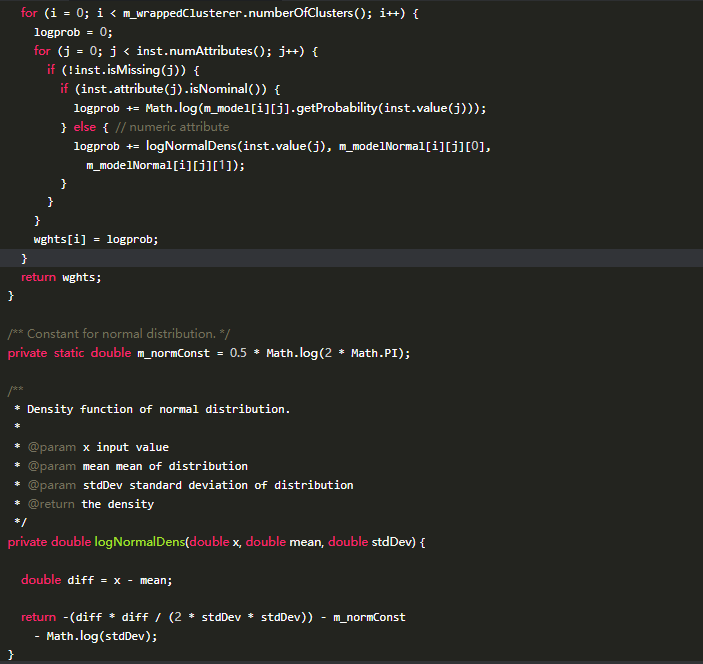 for (i = 0; i < m_wrappedClusterer.numberOfClusters(); i++) {
logprob = 0;
for (j = 0; j < inst.numAttributes(); j++) {
if (!inst.isMissing(j)) {
if (inst.attribute(j).isNominal()) {
logprob += Math.log(m_model[i][j].getProbability(inst.value(j)));
} else { // numeric attribute
logprob += logNormalDens(inst.value(j), m_modelNormal[i][j][0],
m_modelNormal[i][j][1]);
}
}
}
wghts[i] = logprob;
}
return wghts;
}
/** Constant for normal distribution. */
private static double m_normConst = 0.5 * Math.log(2 * Math.PI);
/**
* Density function of normal distribution.
*
* @param x input value
* @param mean mean of distribution
* @param stdDev standard deviation of distribution
* @return the density
*/
private double logNormalDens(double x, double mean, double stdDev) {
double diff = x - mean;
return -(diff * diff / (2 * stdDev * stdDev)) - m_normConst
- Math.log(stdDev);
}